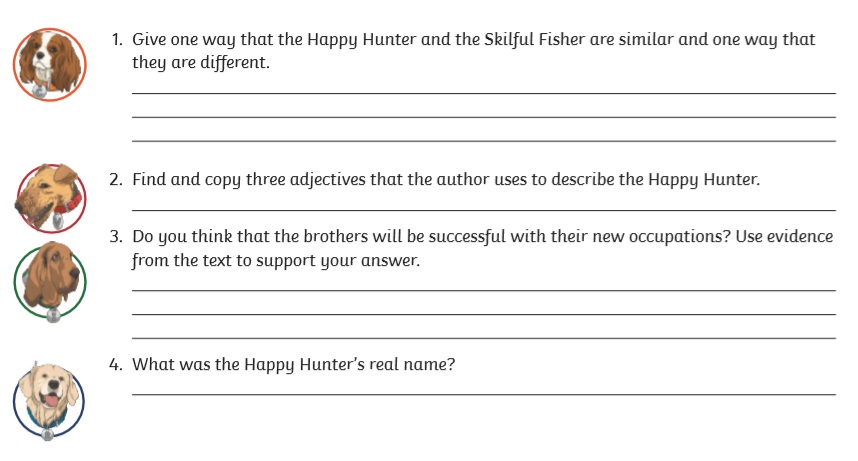 1. Give one way that the Happy Hunter and the Skilful Fisher are similar and one way that
they are different.
2. Find and copy three adjectives that the author uses to describe the Happy Hunter.
3. Do you think that the brothers will be successful with their new occupations? Use evidence
from the text to support your answer.
4. What was the Happy Hunter's real name?